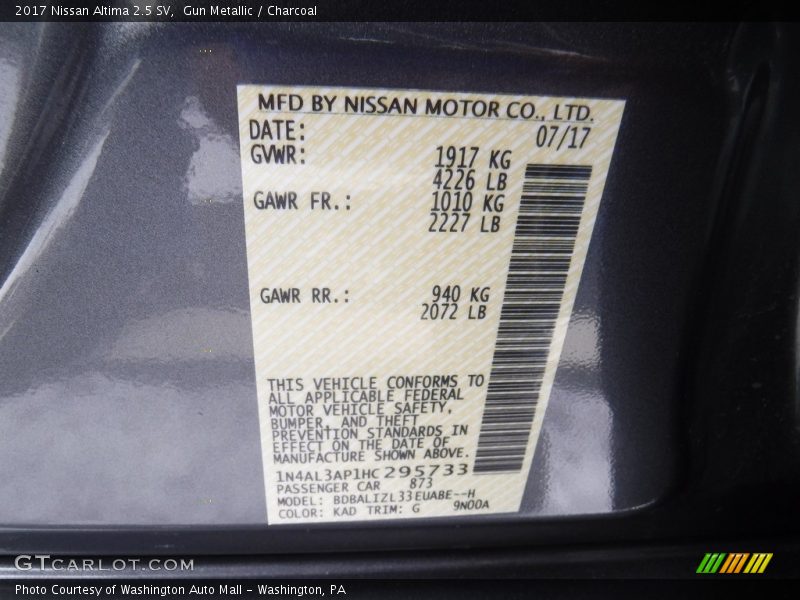 2017 Nissan Altima 2.5 SV,  Gun Metallic / Charcoal
MFD BY NISSAN MOTOR CO., LTD.
DATE: 07/17
GVWR: 1917 KG
4226 LB
GAWR FR.: 1010 KG
2227 LB
GAWR RR.: 940 KG
2072 LB
THIS VEHICLE CONFORMS TO
ALL APPLICABLE FEDERAL
MOTOR VEHICLE SAFETY,
BUMPER, AND THEFT
PREVENTION STANDARDS IN
EFFECT ON THE DATE OF
MANUFACTURE SHOWN ABOVE.
1N4AL3AP1HC295733
PASSENGER CAR 873
MODEL: BDBALIZL33EUABE--H
COLOR: KAD TRIM: G 9N00A
GTCARLOT.COM
Photo Courtesy of Washington Auto Mall - Washington, PA